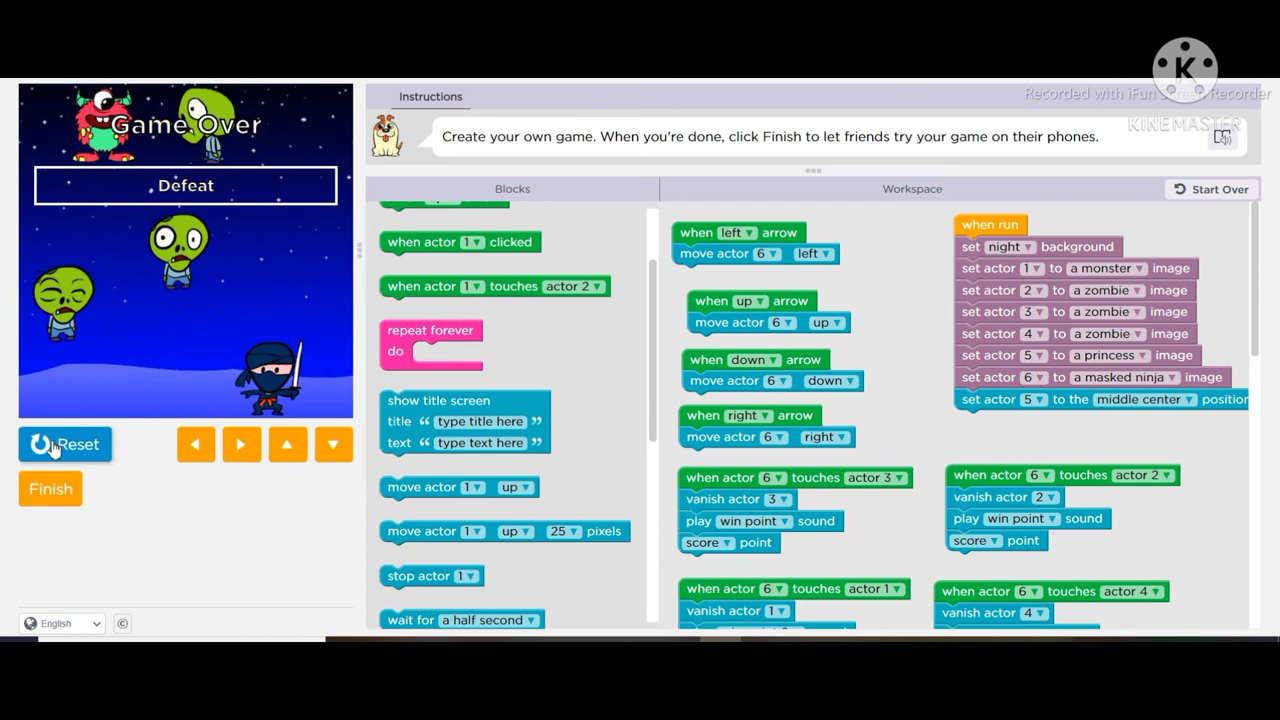 K
Recorded with iFun Screen Recorder
KINEMASTER
Instructions
Create your own game. When you're done, click Finish to let friends try your game on their phones.
Game Over
Defeat
Reset
Finish
English
©
Blocks
Workspace
Start Over
when actor 1 clicked
when actor 1 touches actor 2
repeat forever
do
show title screen
title “ type title here ”
text “ type text here ”
move actor 1 up
move actor 1 up 25 pixels
stop actor 1
wait for a half second
when left arrow
move actor 6 left
when up arrow
move actor 6 up
when down arrow
move actor 6 down
when right arrow
move actor 6 right
when actor 6 touches actor 3
vanish actor 3
play win point sound
score point
when actor 6 touches actor 1
vanish actor 1
when run
set night background
set actor 1 to a monster image
set actor 2 to a zombie image
set actor 3 to a zombie image
set actor 4 to a zombie image
set actor 5 to a princess image
set actor 6 to a masked ninja image
set actor 5 to the middle center position
when actor 6 touches actor 2
vanish actor 2
play win point sound
score point
when actor 6 touches actor 4
vanish actor 4